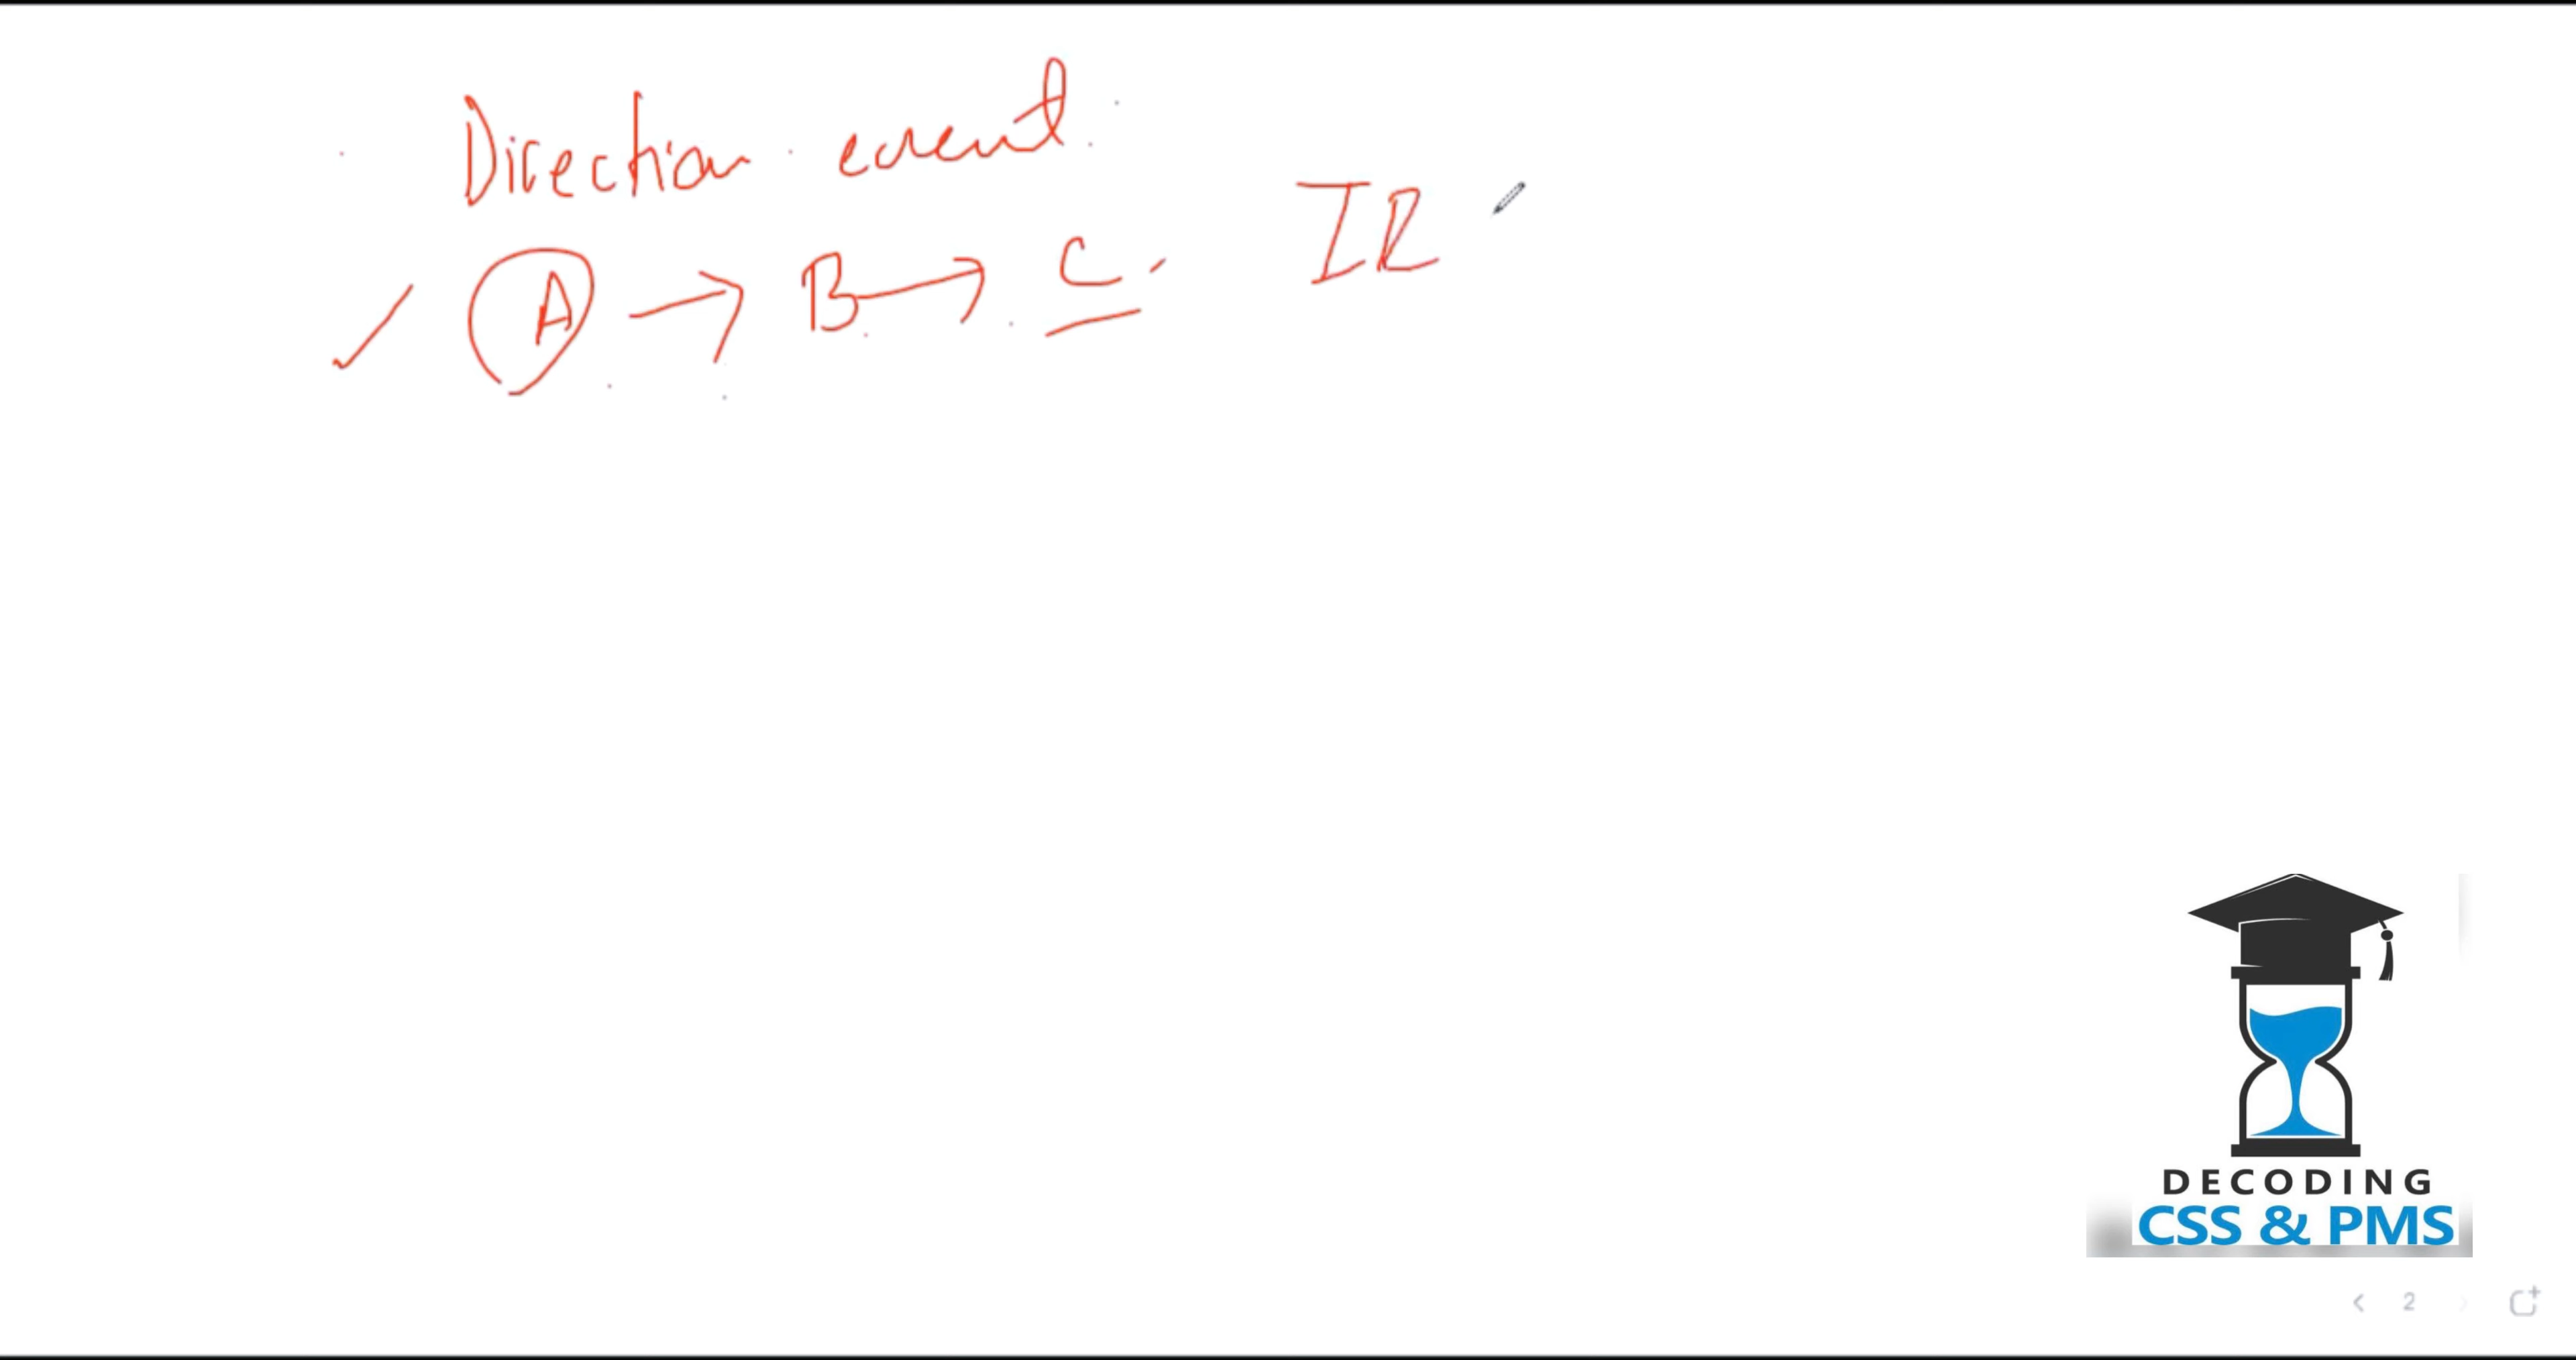 Direction event.
A → B → C.
IR
DECODING
CSS & PMS
2